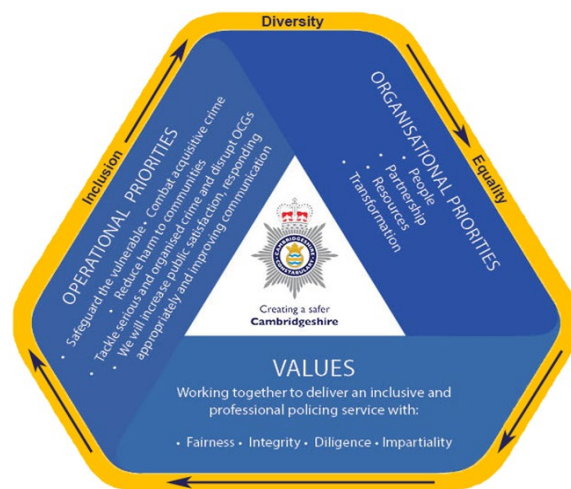 Diversity
Inclusion
Equality
OPERATIONAL PRIORITIES
• Safeguard the vulnerable • Combat acquisitive crime
• Reduce harm to communities
• Tackle serious and organised crime and disrupt OCGs
• We will increase public satisfaction, responding
appropriately and improving communication
ORGANISATIONAL PRIORITIES
• People
• Partnership
• Resources
• Transformation
CAMBRIDGESHIRE
CONSTABULARY
Creating a safer
Cambridgeshire
VALUES
Working together to deliver an inclusive and
professional policing service with:
• Fairness • Integrity • Diligence • Impartiality